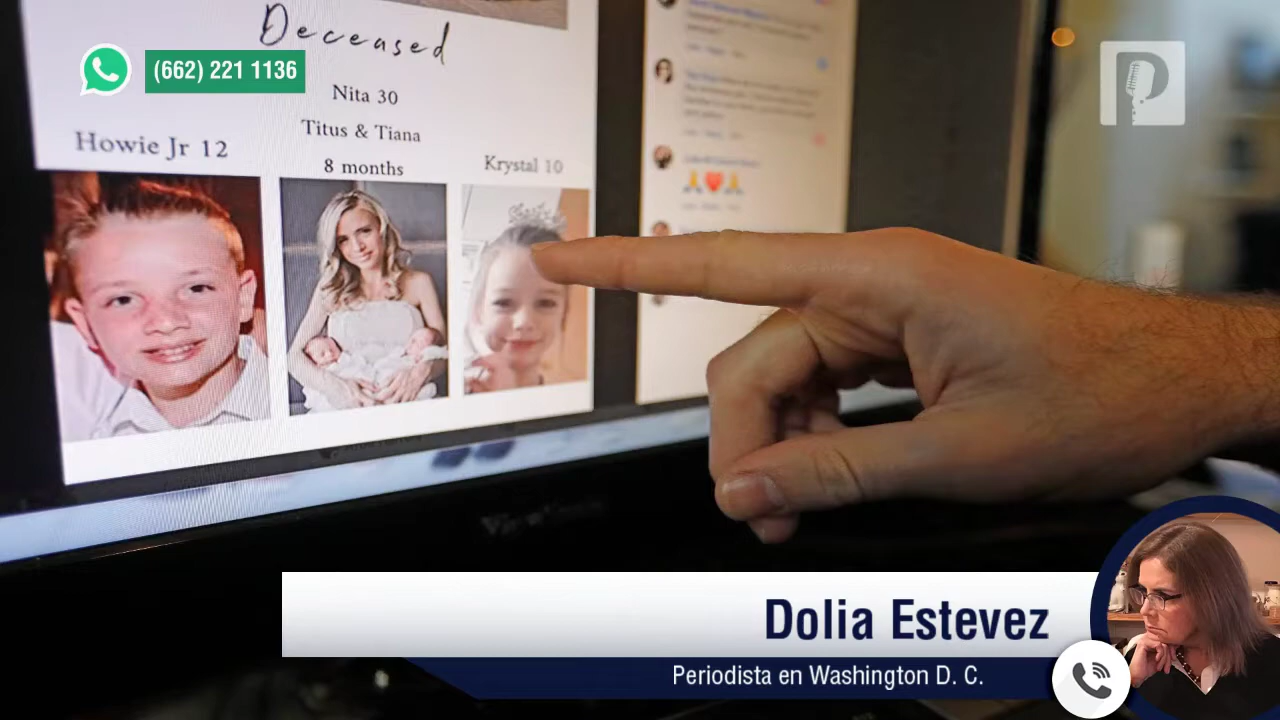 Deceased
(662) 221 1136
Nita 30
Titus & Tiana
8 months
Howie Jr 12
Krystal 10
Dolia Estevez
Periodista en Washington D. C.